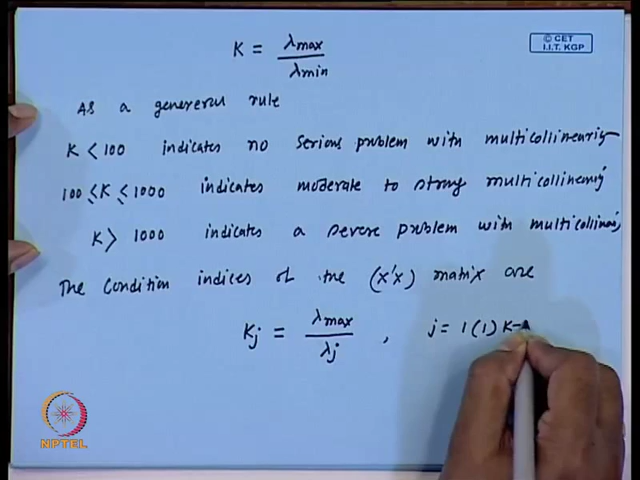 © CET
I.I.T. KGP
K = λmax / λmin
As a genererul rule
K < 100 indicates no serious problem with multicollinearity
100 ≤ K ≤ 1000 indicates moderate to strong multicollinearity
K > 1000 indicates a severe problem with multicollinearity
The condition indices of the (X'X) matrix are
Kj = λmax / λj , j = 1(1) K-1
NPTEL